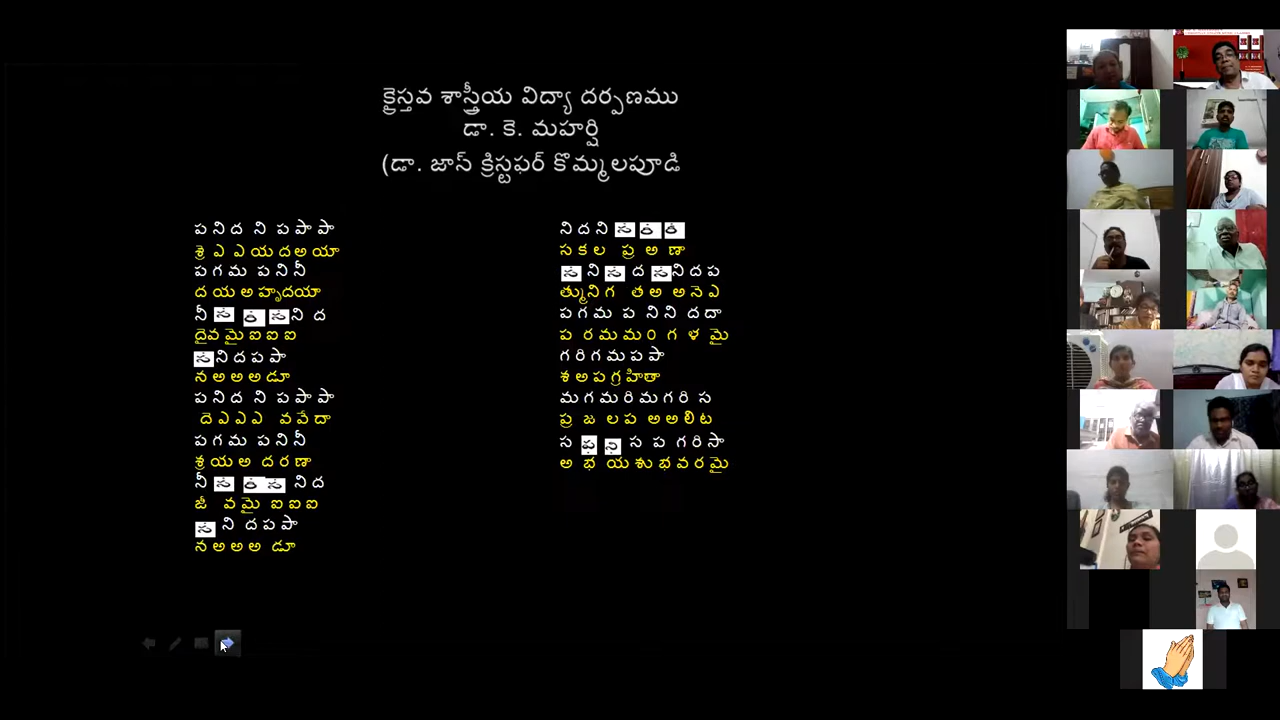 క్రైస్తవ శాస్త్రీయ విద్యా దర్పణము
డా. కె. మహర్షి
(డా. జాస్ క్రిస్టఫర్ కొమ్మలపూడి
ప ని ద ని ప పా పా
శ్రై ఎ ఎ య ద అ యా
ప గ మ ప ని నీ
ద య అ హృ ద యా
నీ స రి స ని ద
దై వ మై ఐ ఐ ఐ
స ని ద ప పా
న అ అ అ డూ
ప ని ద ని ప పా పా
దె ఎ ఎ ఎ వ వే దా
ప గ మ ప ని నీ
శ్ర య అ ద ర ణా
నీ స రి స ని ద
జీ వ మై ఐ ఐ ఐ
స ని ద ప పా
న అ అ అ డూ
ని ద ని స రి రి
స క ల ప్ర అ ణా
స ని స ద స ని ద ప
త్ము ని గ త అ అ నె ఎ
ప గ మ ప ని ని ద దా
ప ర మ మ ం గ ళ మై
గ రి గ మ ప పా
శ అ ప గ్ర హి తా
మ గ మ రి మ గ రి స
ప్ర జ ల ప అ అ లి ట
స ప ని స ప గ రి సా
అ భ య శు భ వ ర మై